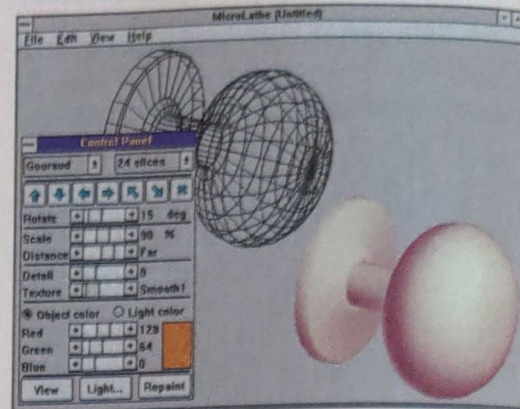 MicroLathe (Untitled)
File Edit View Help
Control Panel
Gouraud 24 slices
Rotate 15 deg
Scale 90 %
Distance Far
Detail 0
Texture Smooth1
Object color Light color
Red 128
Green 64
Blue 0
View Light... Repaint